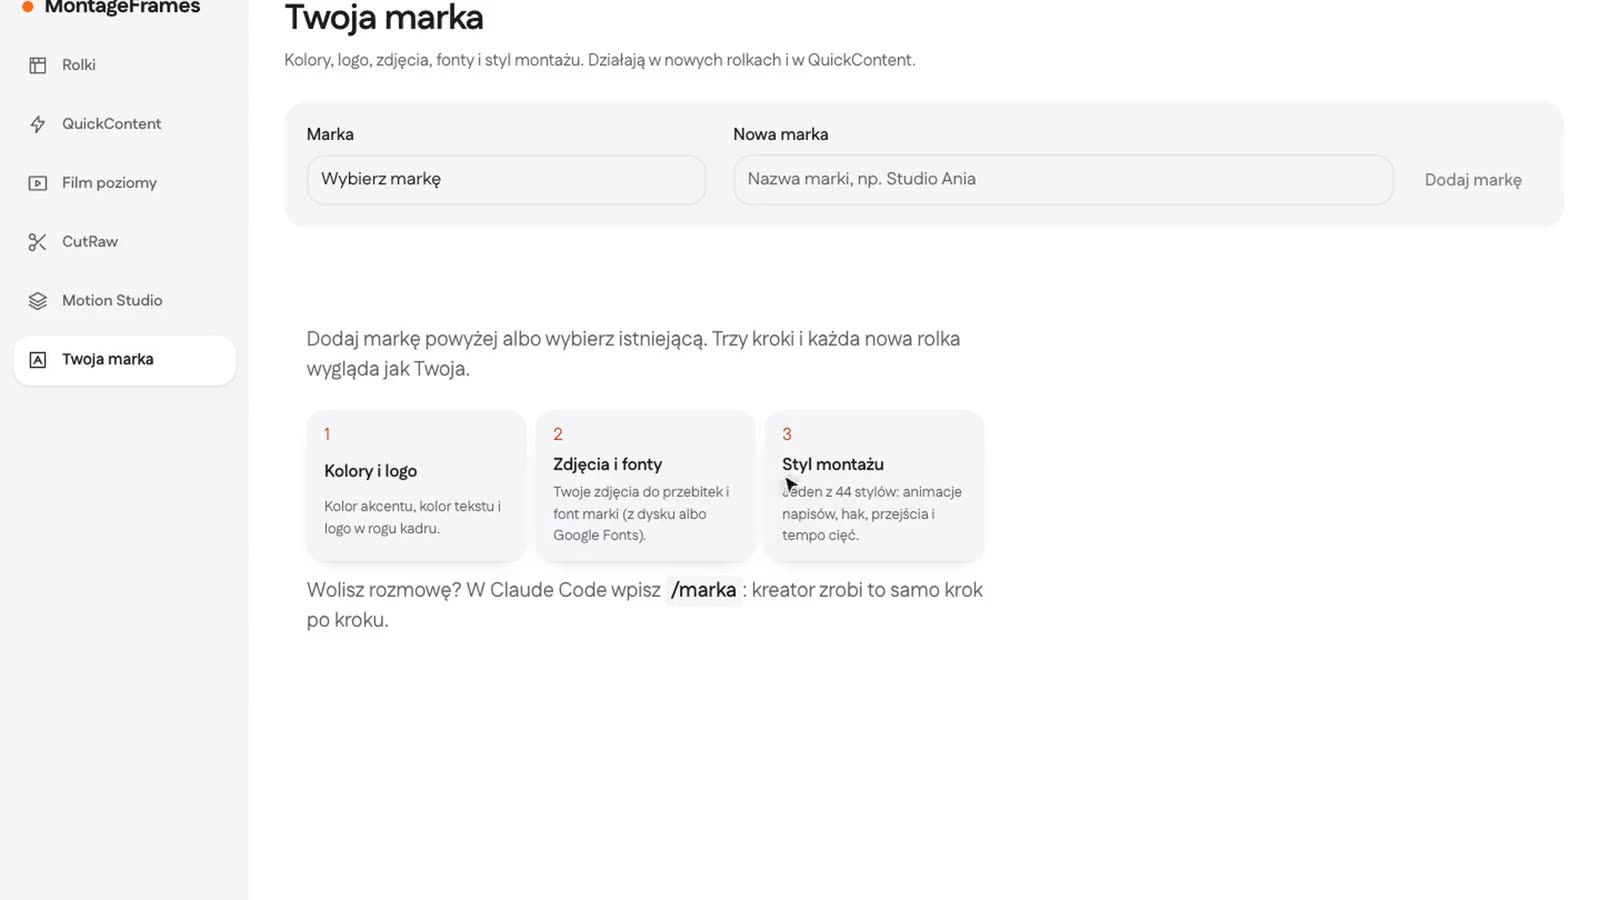 MontageFrames
Rolki
QuickContent
Film poziomy
CutRaw
Motion Studio
Twoja marka
Twoja marka
Kolory, logo, zdjęcia, fonty i styl montażu. Działają w nowych rolkach i w QuickContent.
Marka
Wybierz markę
Nowa marka
Nazwa marki, np. Studio Ania
Dodaj markę
Dodaj markę powyżej albo wybierz istniejącą. Trzy kroki i każda nowa rolka
wygląda jak Twoja.
1
Kolory i logo
Kolor akcentu, kolor tekstu i
logo w rogu kadru.
2
Zdjęcia i fonty
Twoje zdjęcia do przebitek i
font marki (z dysku albo
Google Fonts).
3
Styl montażu
Jeden z 44 stylów: animacje
napisów, hak, przejścia i
tempo cięć.
Wolisz rozmowę? W Claude Code wpisz /marka : kreator zrobi to samo krok
po kroku.